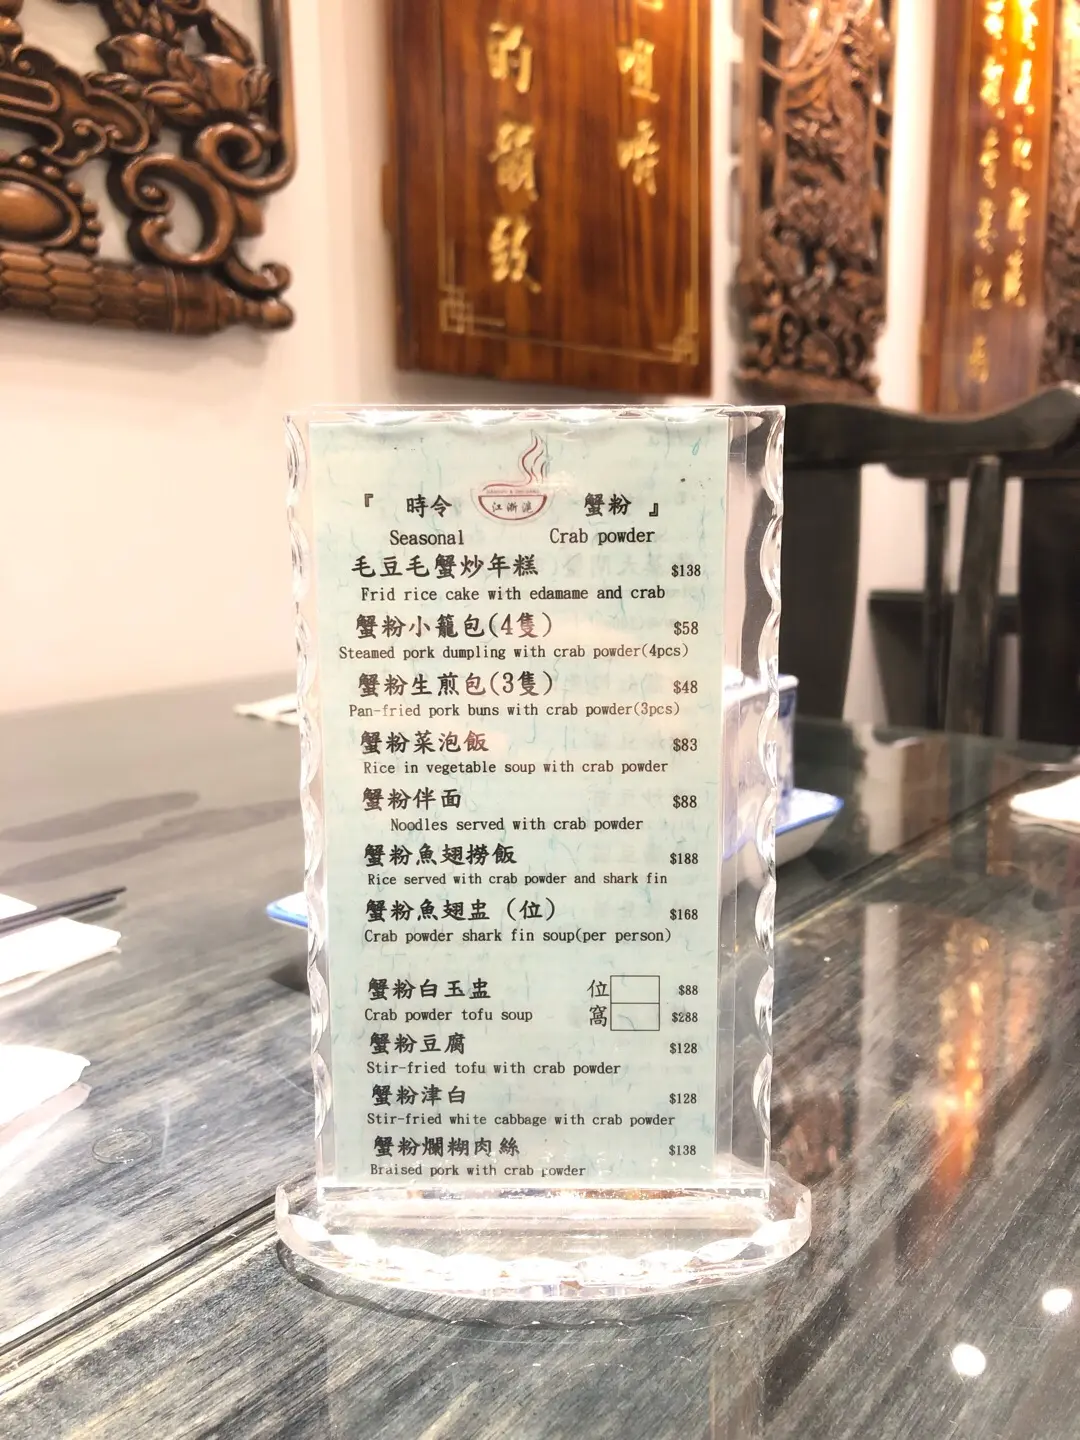 的韻致
『 時令 蟹粉 』
江浙滬
Seasonal Crab powder
毛豆毛蟹炒年糕 $138
Frid rice cake with edamame and crab
蟹粉小籠包(4隻) $58
Steamed pork dumpling with crab powder(4pcs)
蟹粉生煎包(3隻) $48
Pan-fried pork buns with crab powder(3pcs)
蟹粉菜泡飯 $83
Rice in vegetable soup with crab powder
蟹粉伴面 $88
Noodles served with crab powder
蟹粉魚翅撈飯 $188
Rice served with crab powder and shark fin
蟹粉魚翅盅 (位) $168
Crab powder shark fin soup(per person)
蟹粉白玉盅 位 $88
Crab powder tofu soup 窩 $288
蟹粉豆腐 $128
Stir-fried tofu with crab powder
蟹粉津白 $128
Stir-fried white cabbage with crab powder
蟹粉爛糊肉絲 $138
Braised pork with crab powder